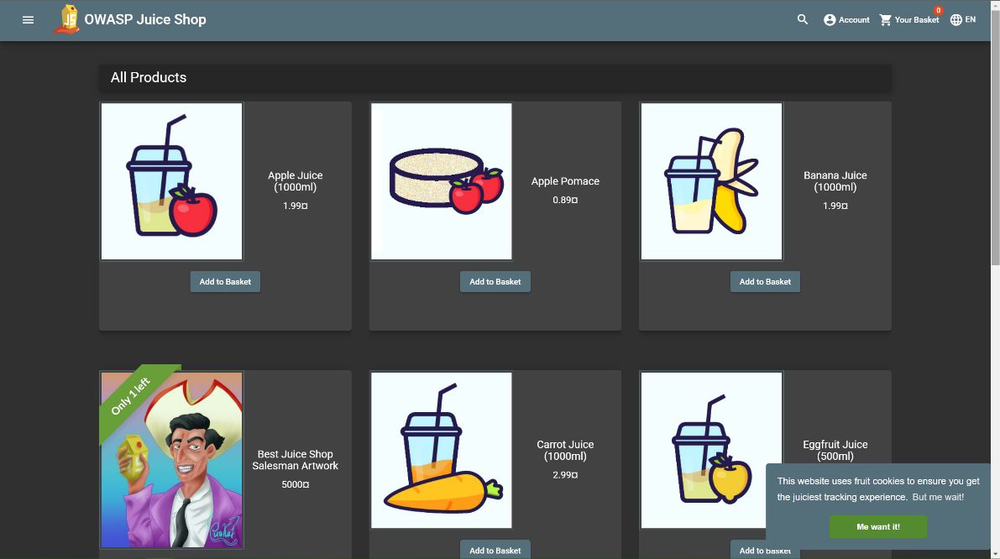 JS
OWASP Juice Shop
Account
Your Basket
0
EN
All Products
Apple Juice
(1000ml)
1.99¤
Add to Basket
Apple Pomace
0.89¤
Add to Basket
Banana Juice
(1000ml)
1.99¤
Add to Basket
Only 1 left
Best Juice Shop
Salesman Artwork
5000¤
Carrot Juice
(1000ml)
2.99¤
Add to Basket
Eggfruit Juice
(500ml)
Add to Basket
This website uses fruit cookies to ensure you get
the juiciest tracking experience. But me wait!
Me want it!